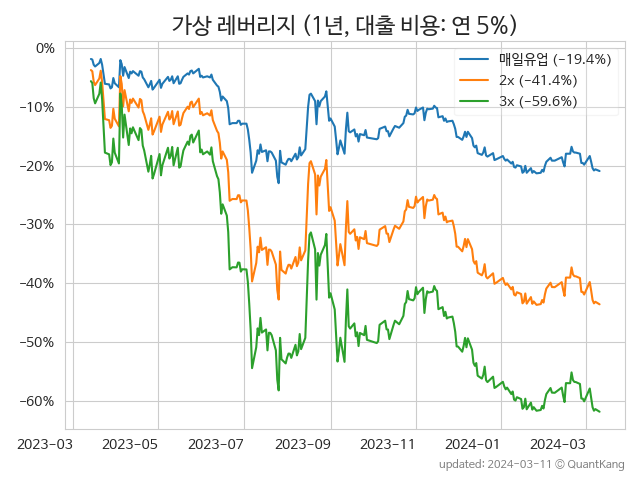 가상 레버리지 (1년, 대출 비용: 연 5%)
매일유업 (−19.4%)
2x (−41.4%)
3x (−59.6%)
0%
−10%
−20%
−30%
−40%
−50%
−60%
2023-03 2023-05 2023-07 2023-09 2023-11 2024-01 2024-03
updated: 2024-03-11 © QuantKang